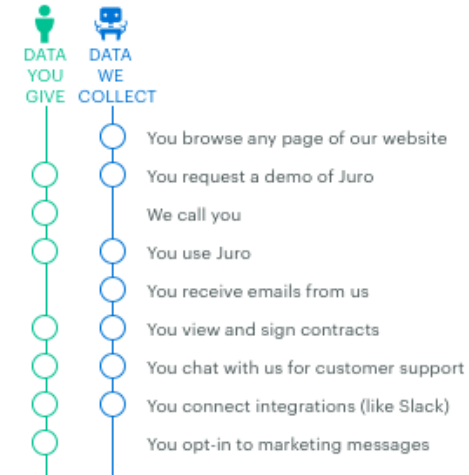 DATA YOU GIVE
DATA WE COLLECT
You browse any page of our website
You request a demo of Juro
We call you
You use Juro
You receive emails from us
You view and sign contracts
You chat with us for customer support
You connect integrations (like Slack)
You opt-in to marketing messages